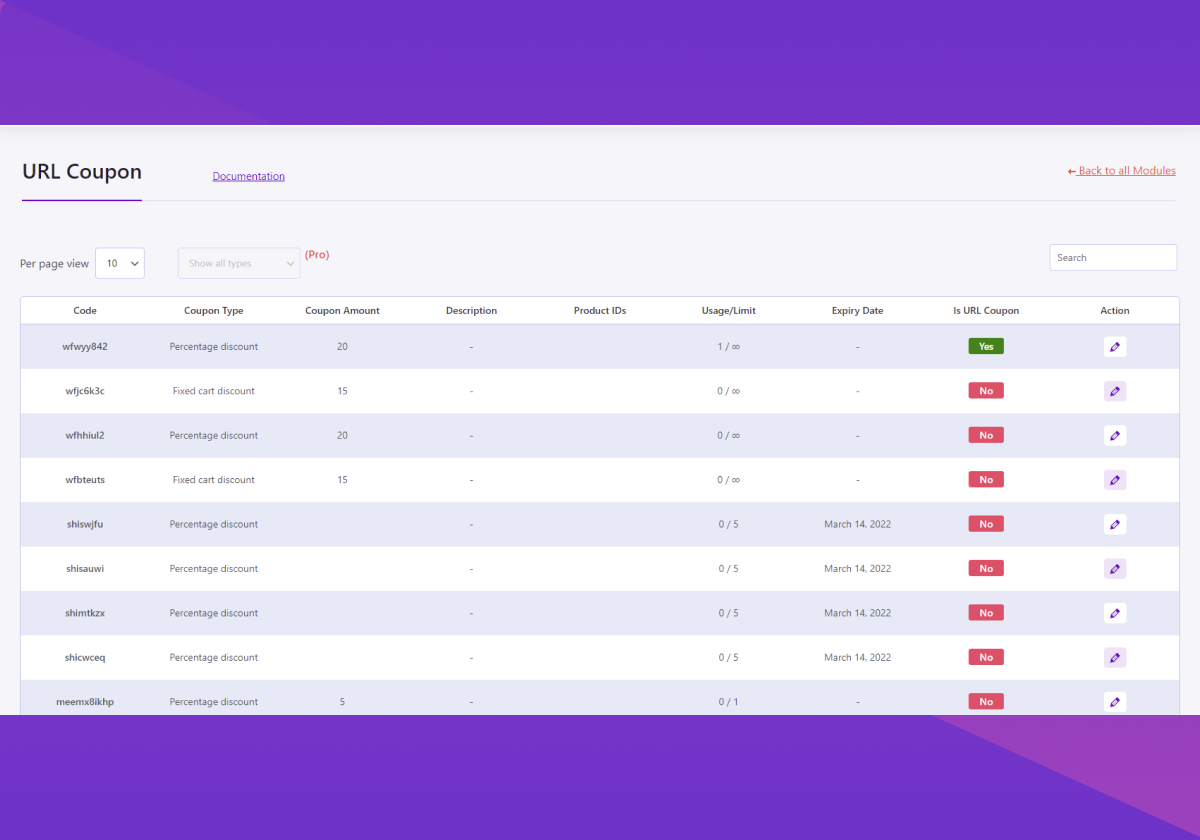 URL Coupon
Documentation
← Back to all Modules
Per page view 10 Show all types (Pro) Search
Code Coupon Type Coupon Amount Description Product IDs Usage/Limit Expiry Date Is URL Coupon Action
wfwyy842 Percentage discount 20 - 1 / ∞ - Yes
wfjc6k3c Fixed cart discount 15 - 0 / ∞ - No
wfhhiul2 Percentage discount 20 - 0 / ∞ - No
wfbteuts Fixed cart discount 15 - 0 / ∞ - No
shiswjfu Percentage discount - 0 / 5 March 14, 2022 No
shisauwi Percentage discount - 0 / 5 March 14, 2022 No
shimtkzx Percentage discount - 0 / 5 March 14, 2022 No
shicwceq Percentage discount - 0 / 5 March 14, 2022 No
meemx8ikhp Percentage discount 5 - 0 / 1 - No